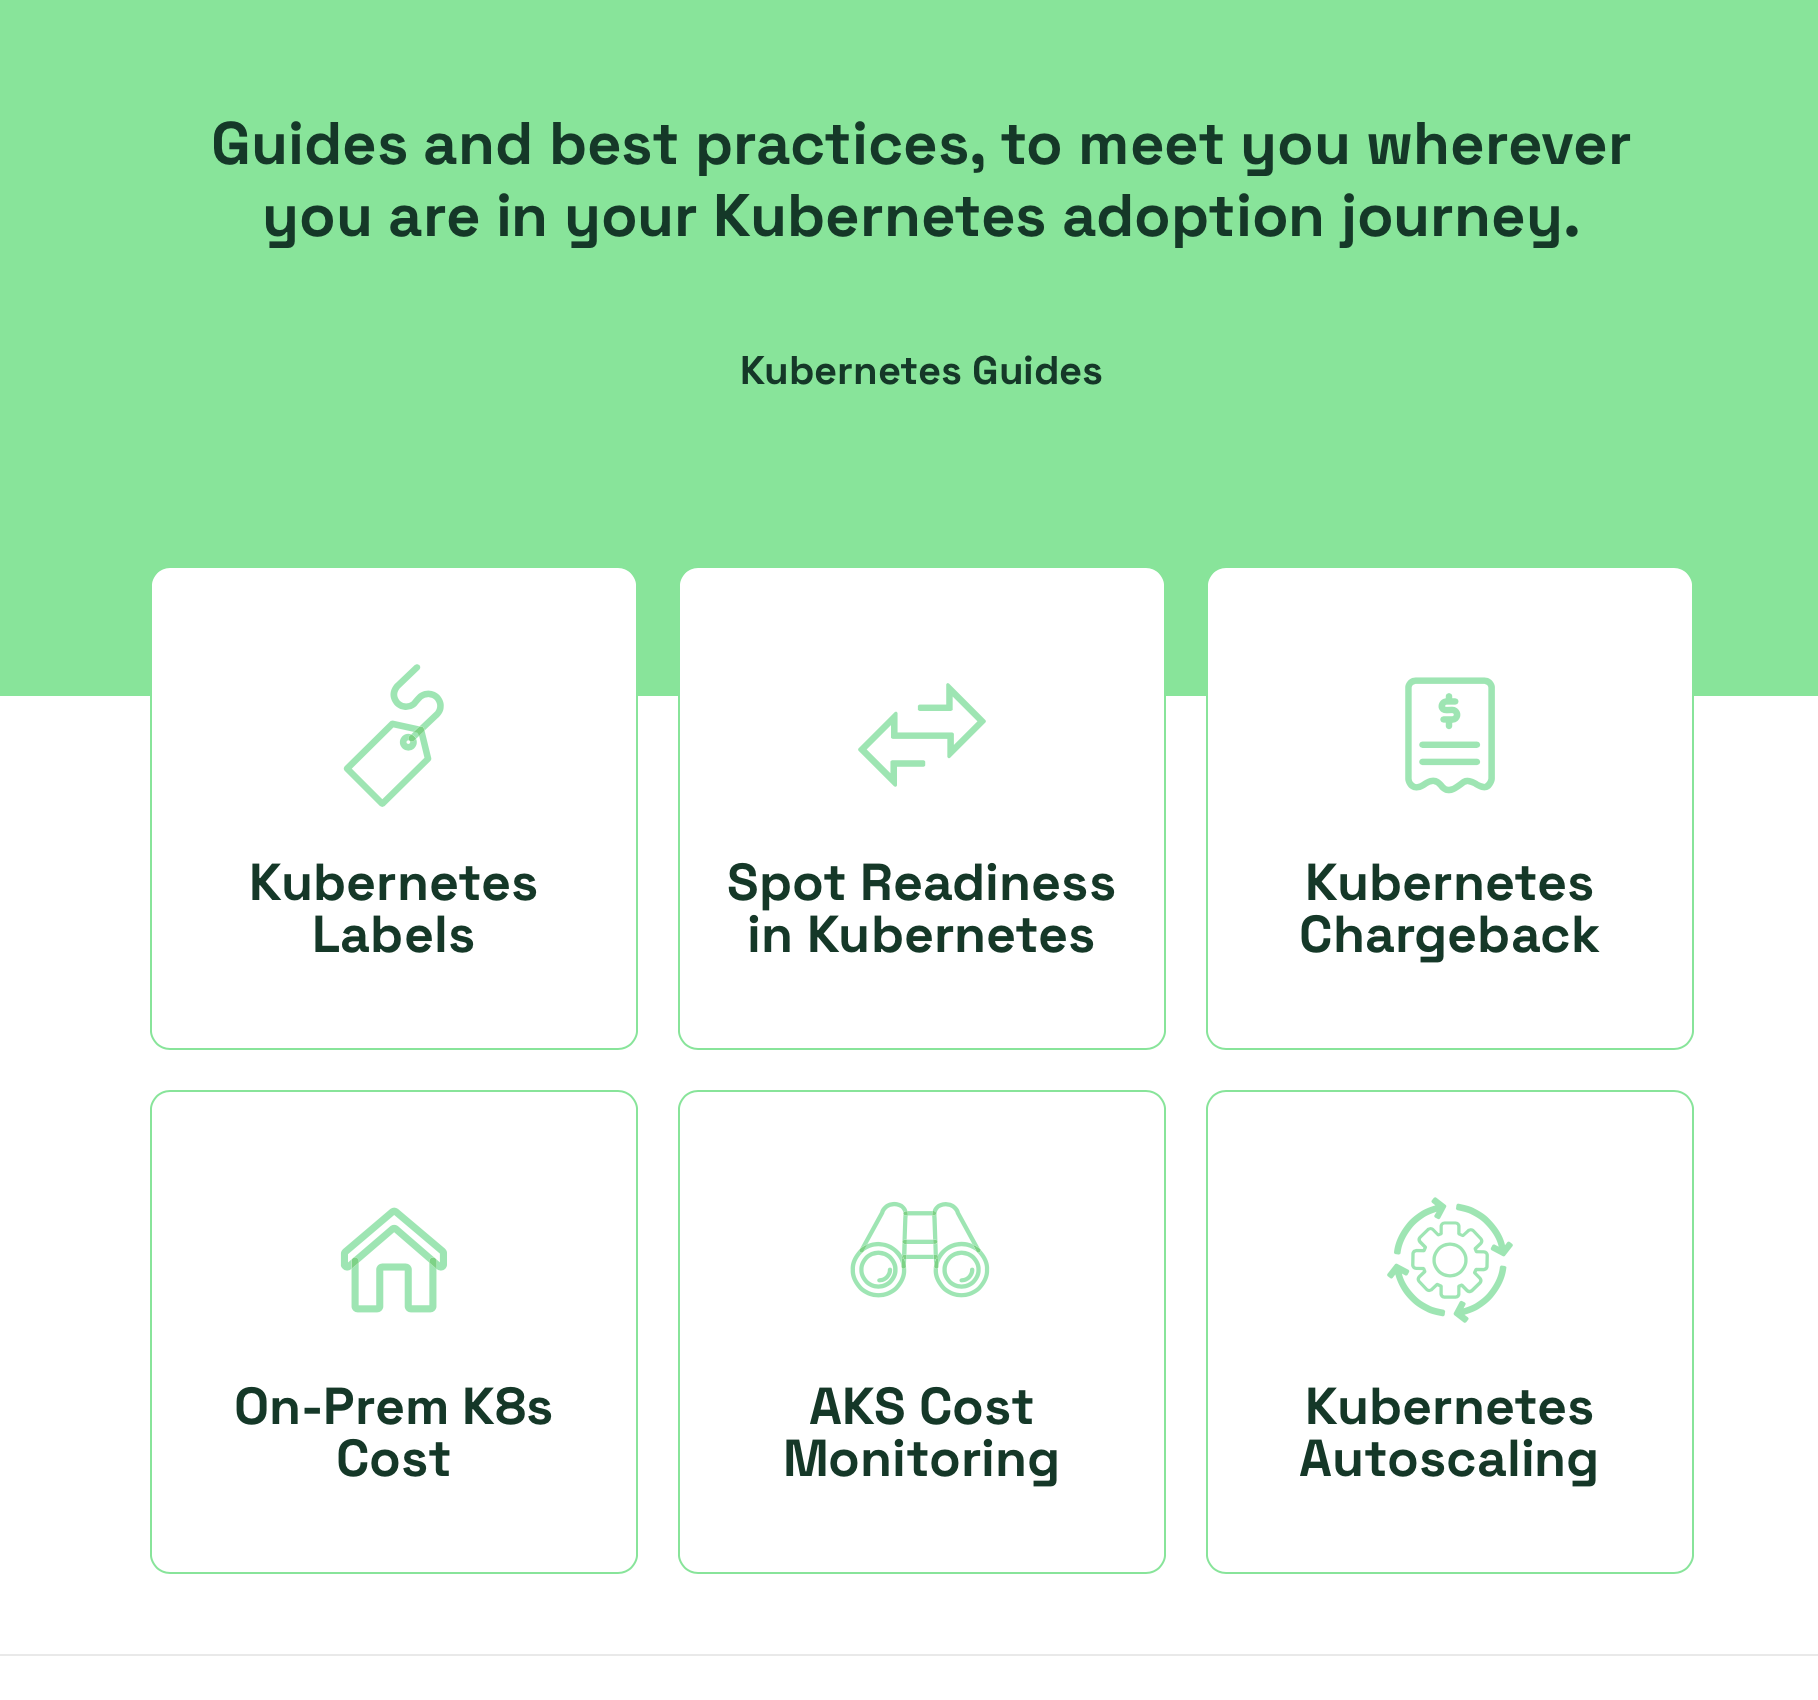 Guides and best practices, to meet you wherever
you are in your Kubernetes adoption journey.
Kubernetes Guides
$
Kubernetes
Labels
Spot Readiness
in Kubernetes
Kubernetes
Chargeback
On-Prem K8s
Cost
AKS Cost
Monitoring
Kubernetes
Autoscaling